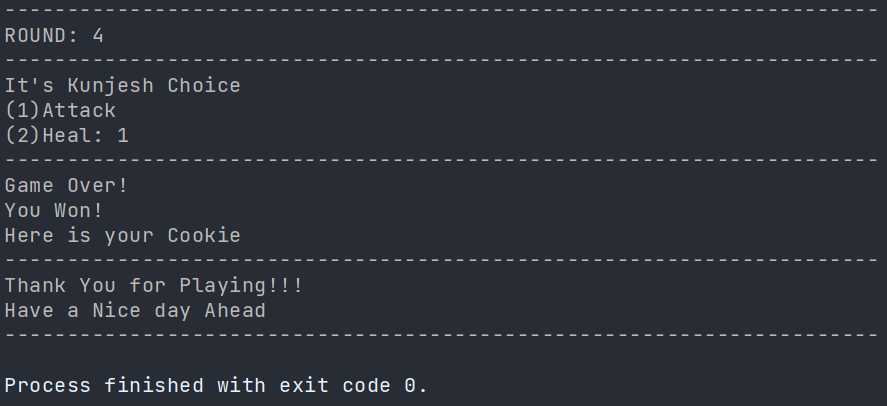 ----------------------------------------------------------------------
ROUND: 4
----------------------------------------------------------------------
It's Kunjesh Choice
(1)Attack
(2)Heal: 1
----------------------------------------------------------------------
Game Over!
You Won!
Here is your Cookie
----------------------------------------------------------------------
Thank You for Playing!!!
Have a Nice day Ahead
----------------------------------------------------------------------
Process finished with exit code 0.